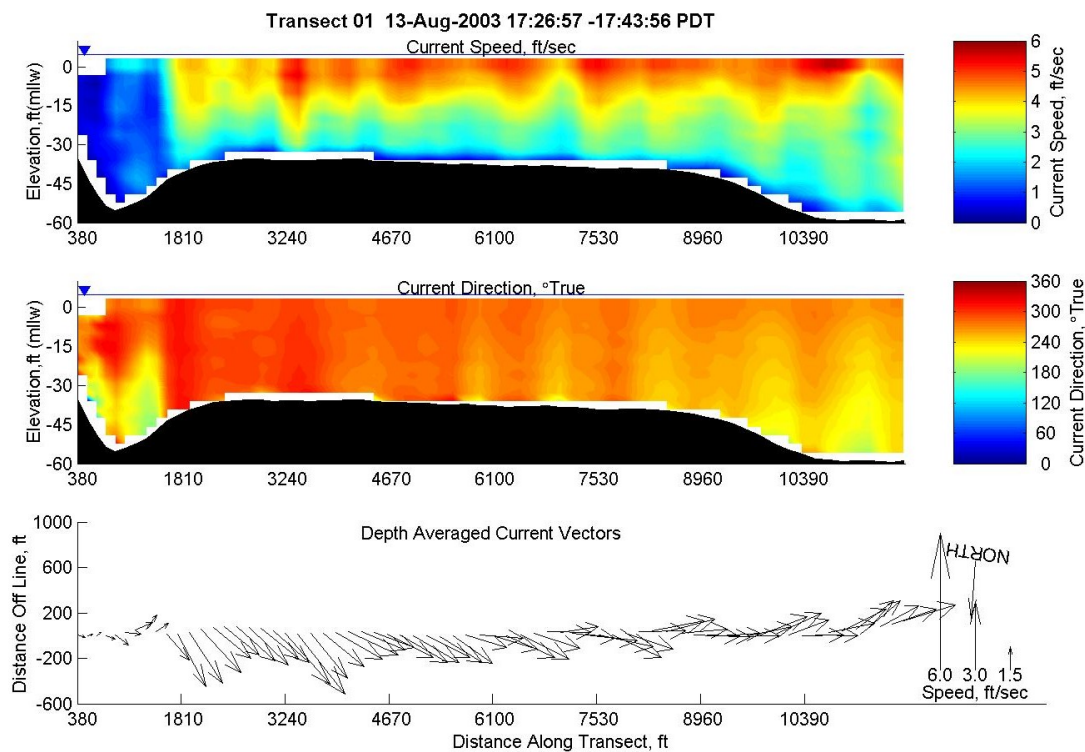 Transect 01 13-Aug-2003 17:26:57 -17:43:56 PDT
Current Speed, ft/sec
Elevation,ft(mllw)
0
-15
-30
-45
-60
380 1810 3240 4670 6100 7530 8960 10390
6
5
4
3
2
1
0
Current Speed, ft/sec
Current Direction, °True
Elevation,ft (mllw)
0
-15
-30
-45
-60
380 1810 3240 4670 6100 7530 8960 10390
360
300
240
180
120
60
0
Current Direction, °True
Depth Averaged Current Vectors
Distance Off Line, ft
1000
600
200
-200
-600
380 1810 3240 4670 6100 7530 8960 10390
Distance Along Transect, ft
NORTH
6.0 3.0 1.5
Speed, ft/sec